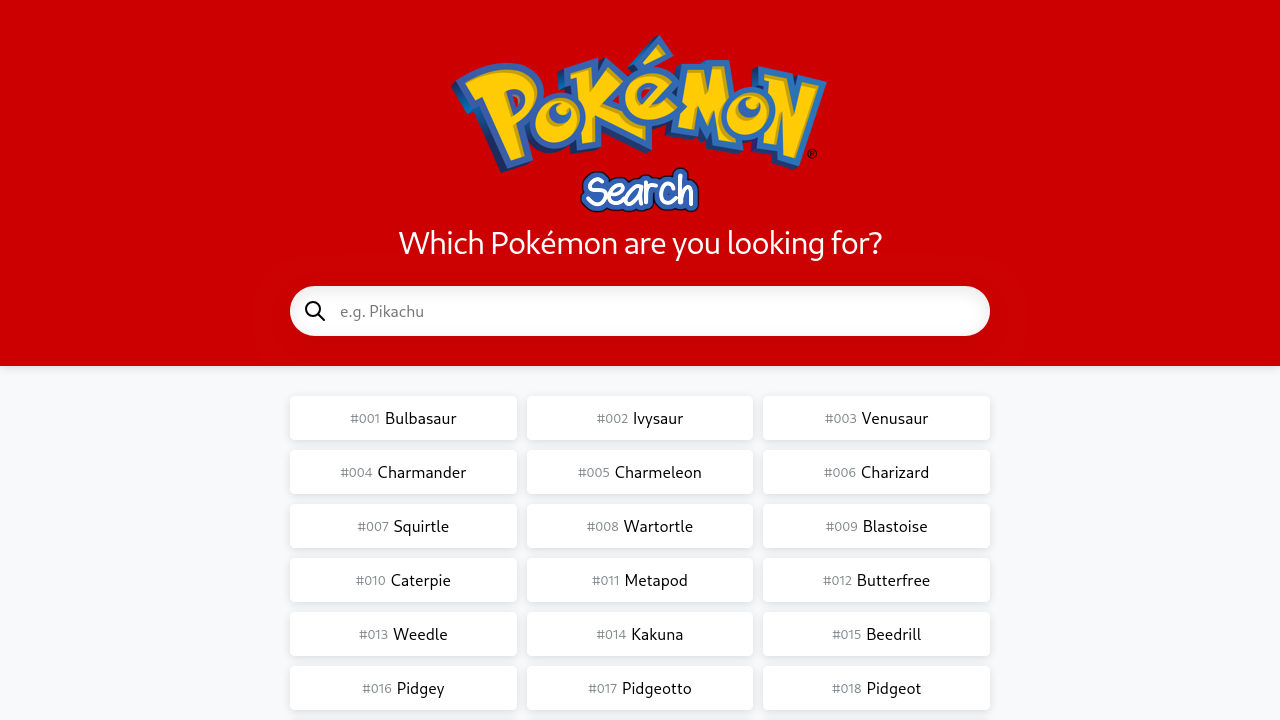 Pokémon®
Search
Which Pokémon are you looking for?
e.g. Pikachu
#001 Bulbasaur
#002 Ivysaur
#003 Venusaur
#004 Charmander
#005 Charmeleon
#006 Charizard
#007 Squirtle
#008 Wartortle
#009 Blastoise
#010 Caterpie
#011 Metapod
#012 Butterfree
#013 Weedle
#014 Kakuna
#015 Beedrill
#016 Pidgey
#017 Pidgeotto
#018 Pidgeot